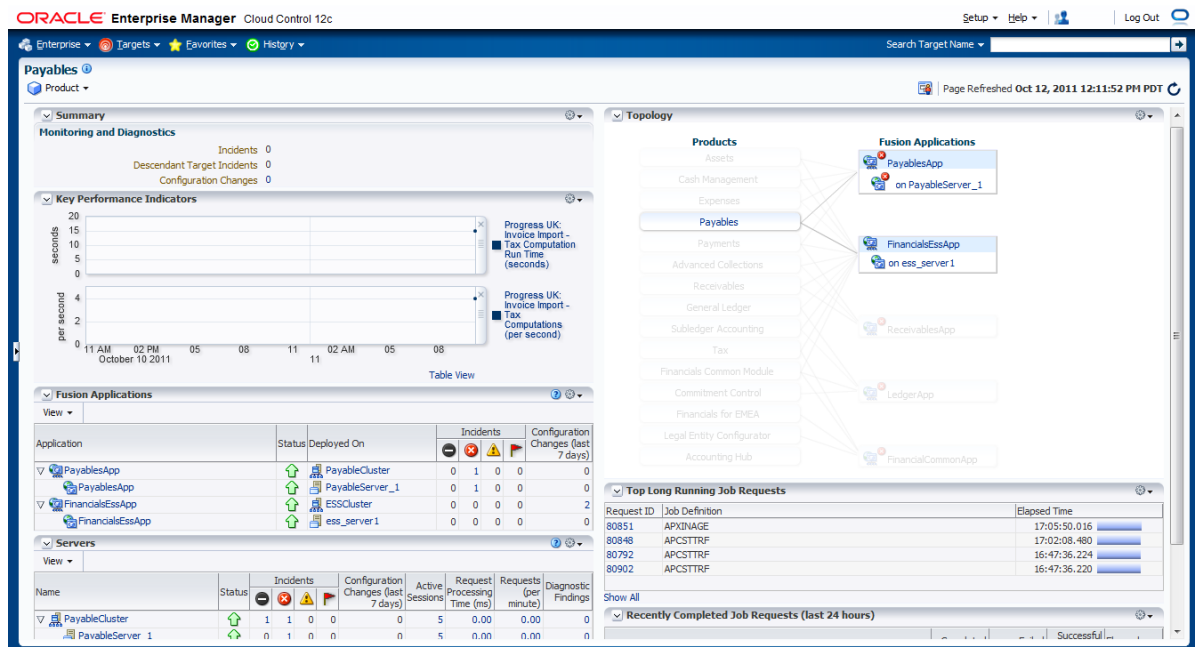 ORACLE Enterprise Manager Cloud Control 12c
Setup Help Log Out
Enterprise Targets Favorites History
Search Target Name
Payables
Product
Page Refreshed Oct 12, 2011 12:11:52 PM PDT
Summary
Monitoring and Diagnostics
Incidents 0
Descendant Target Incidents 0
Configuration Changes 0
Key Performance Indicators
20
15
10
5
0
seconds
Progress UK:
Invoice Import -
Tax Computation
Run Time
(seconds)
4
2
0
per second
Progress UK:
Invoice Import -
Tax
Computations
(per second)
11 AM 02 PM 05 08 11 02 AM 05 08
October 10 2011 11
Table View
Fusion Applications
View
Application Status Deployed On Incidents Configuration Changes (last 7 days)
PayablesApp PayableCluster 0 1 0 0 0
PayablesApp PayableServer_1 0 1 0 0 0
FinancialsEssApp ESSCluster 0 0 0 0 2
FinancialsEssApp ess_server1 0 0 0 0 0
Servers
View
Name Status Incidents Configuration Changes (last 7 days) Active Sessions Request Processing Time (ms) Requests (per minute) Diagnostic Findings
PayableCluster 1 1 0 0 0 5 0.00 0.00 0
PayableServer_1 0 1 0 0 0 5 0.00 0.00 0
Topology
Products
Assets
Cash Management
Expenses
Payables
Payments
Advanced Collections
Receivables
General Ledger
Subledger Accounting
Tax
Financials Common Module
Commitment Control
Financials for EMEA
Legal Entity Configurator
Accounting Hub
Fusion Applications
PayablesApp
on PayableServer_1
FinancialsEssApp
on ess_server1
ReceivablesApp
LedgerApp
FinancialCommonApp
Top Long Running Job Requests
Request ID Job Definition Elapsed Time
80851 APXINAGE 17:05:50.016
80848 APCSTTRF 17:02:08.480
80792 APCSTTRF 16:47:36.224
80902 APCSTTRF 16:47:36.220
Show All
Recently Completed Job Requests (last 24 hours)
Successful